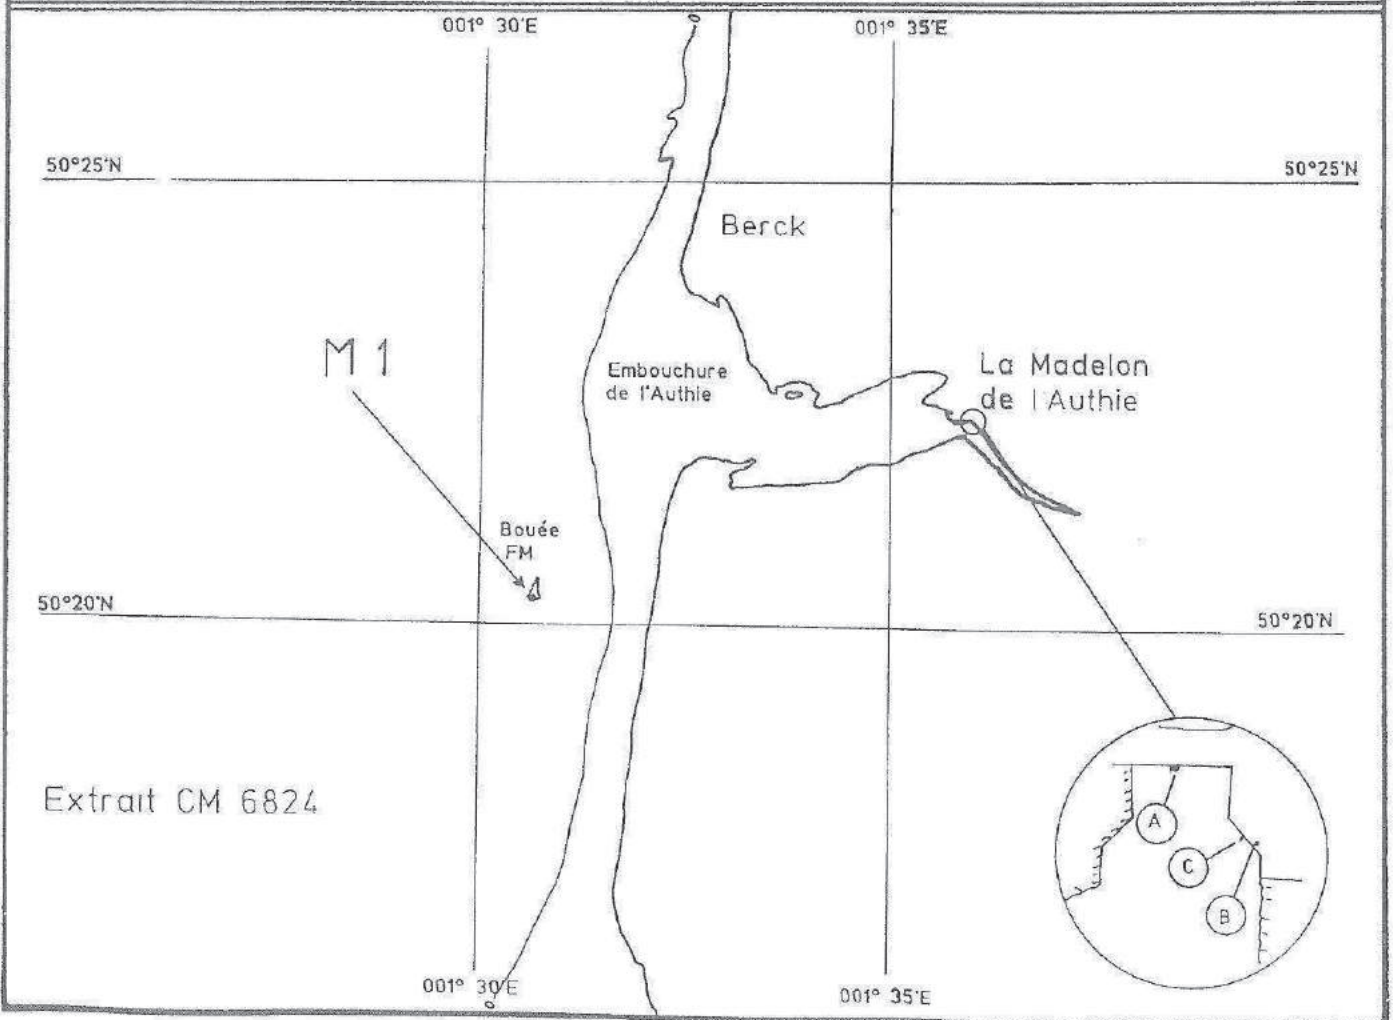 001° 30'E
001° 35'E
50°25'N
50°25'N
Berck
M 1
Embouchure
de l'Authie
La Madelon
de l'Authie
Bouée
FM
50°20'N
50°20'N
Extrait CM 6824
A
C
B
001° 30'E
001° 35'E